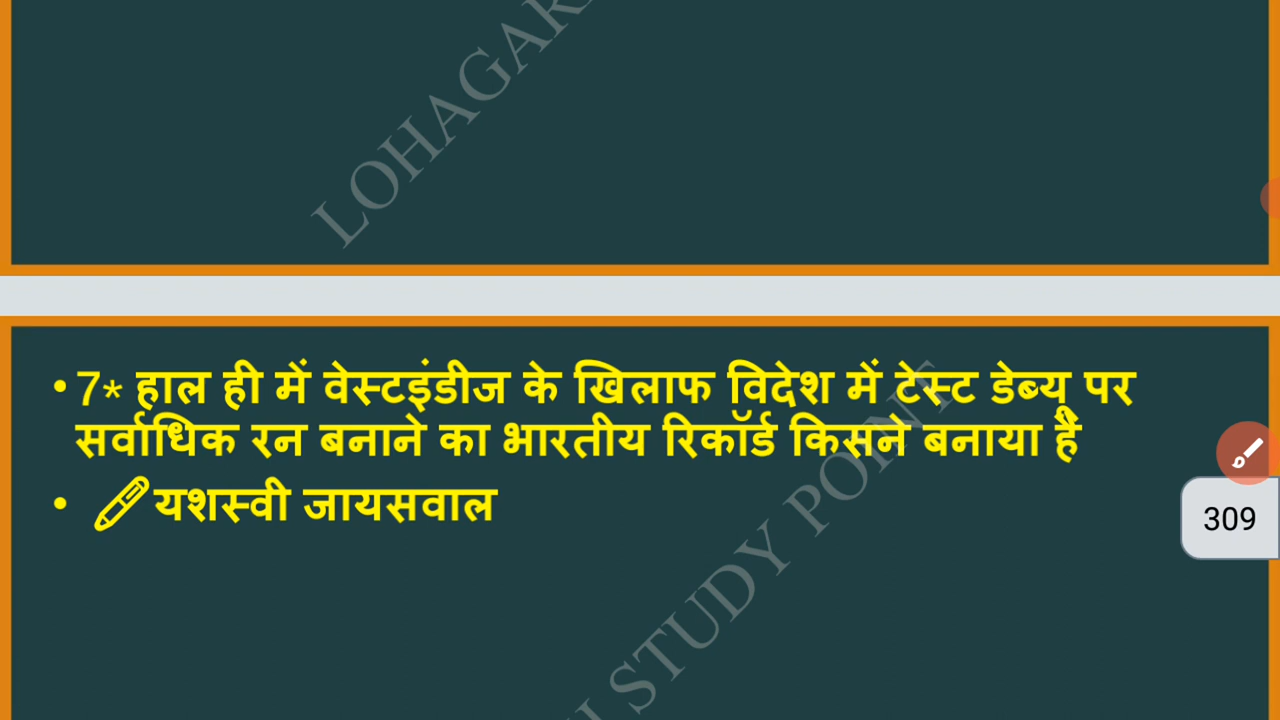 LOHAGAR
• 7* हाल ही में वेस्टइंडीज के खिलाफ विदेश में टेस्ट डेब्यू पर
सर्वाधिक रन बनाने का भारतीय रिकॉर्ड किसने बनाया है
• 🖊यशस्वी जायसवाल
309
STUDY POINT